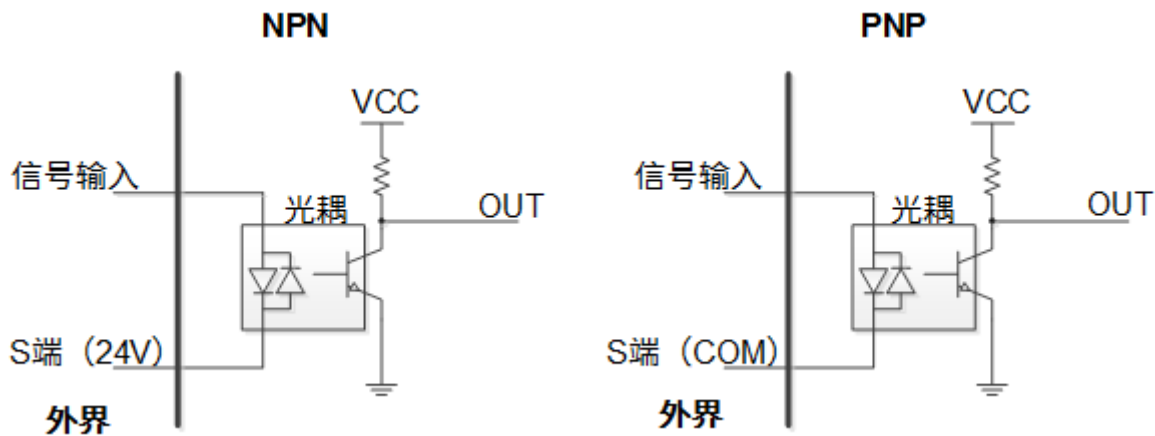 NPN
VCC
信号输入
光耦
OUT
S端（24V）
外界
PNP
VCC
信号输入
光耦
OUT
S端（COM）
外界